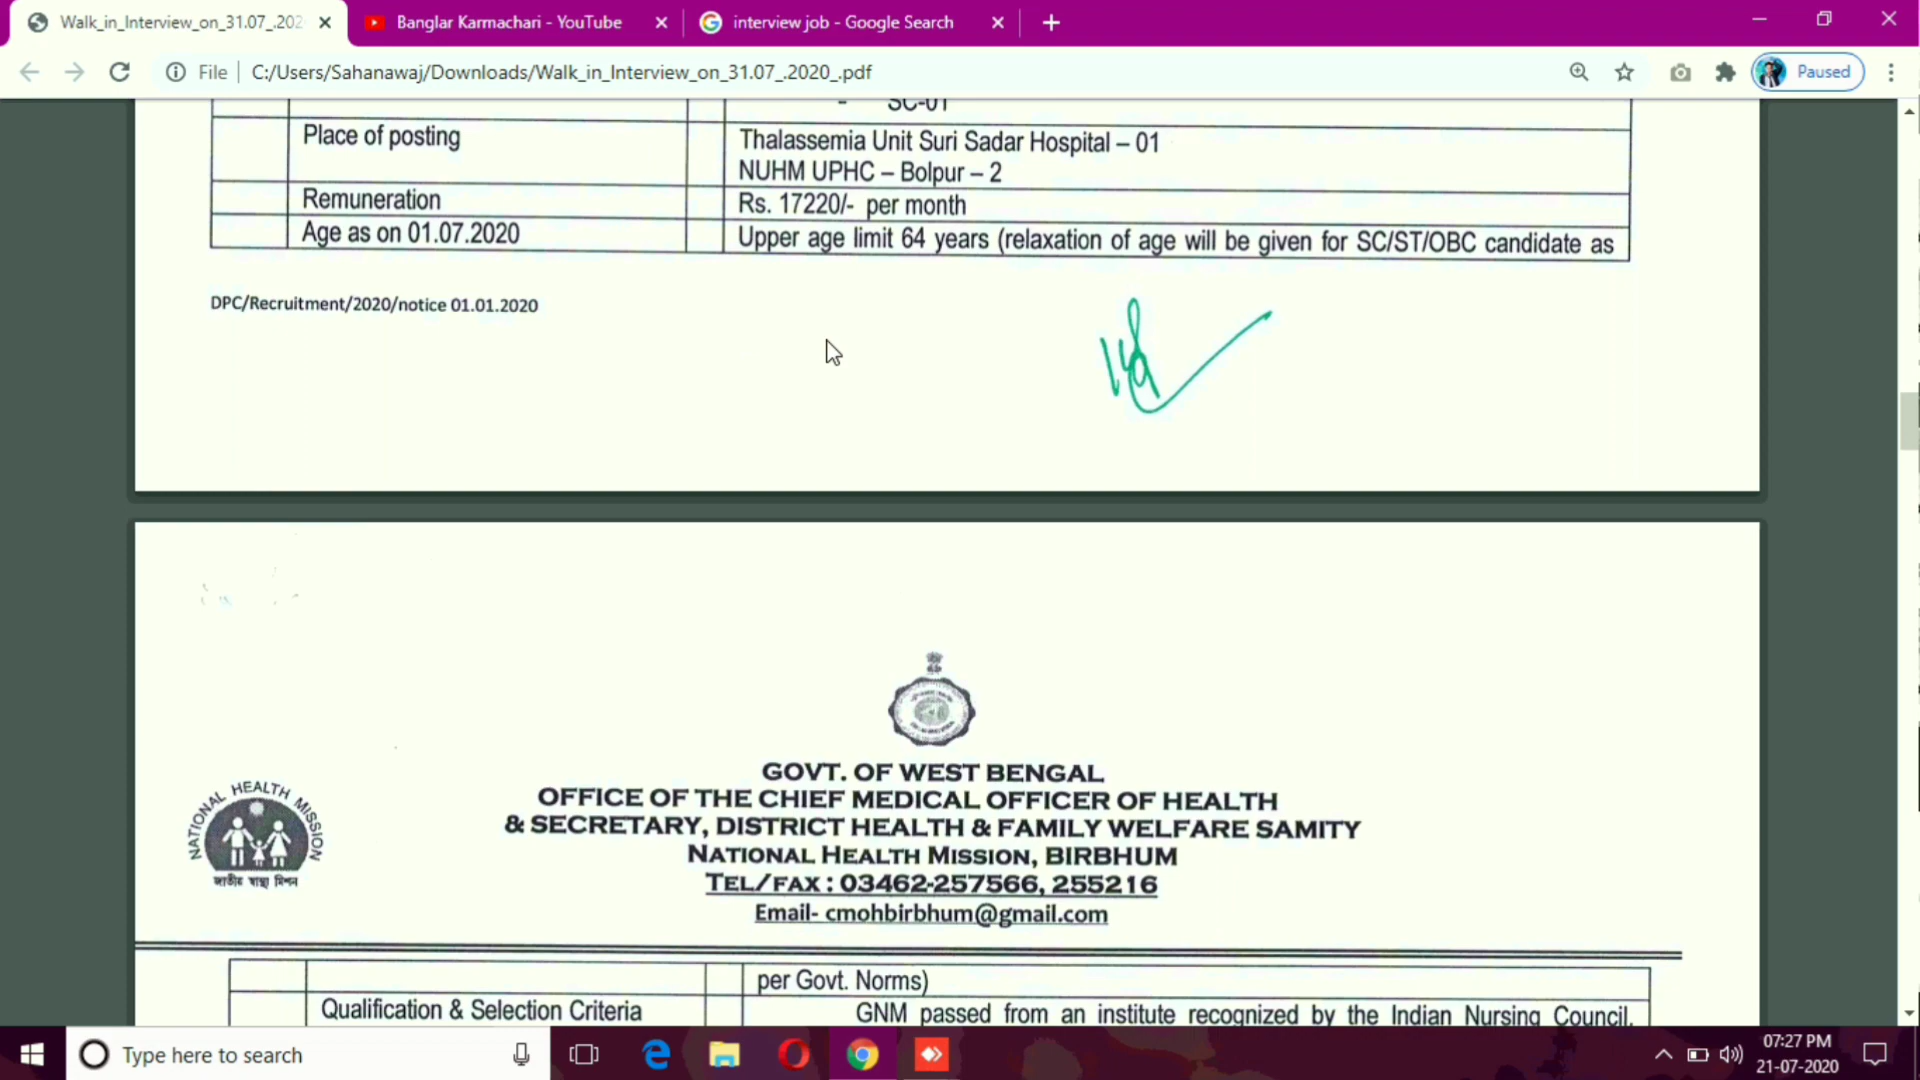 Walk_in_Interview_on_31.07_.202
Banglar Karmachari - YouTube
interview job - Google Search
File
C:/Users/Sahanawaj/Downloads/Walk_in_Interview_on_31.07_.2020_.pdf
Paused
- SC-01
Place of posting
Thalassemia Unit Suri Sadar Hospital – 01
NUHM UPHC – Bolpur – 2
Remuneration
Rs. 17220/- per month
Age as on 01.07.2020
Upper age limit 64 years (relaxation of age will be given for SC/ST/OBC candidate as
DPC/Recruitment/2020/notice 01.01.2020
GOVT. OF WEST BENGAL
OFFICE OF THE CHIEF MEDICAL OFFICER OF HEALTH
& SECRETARY, DISTRICT HEALTH & FAMILY WELFARE SAMITY
NATIONAL HEALTH MISSION, BIRBHUM
TEL/FAX : 03462-257566, 255216
Email- cmohbirbhum@gmail.com
NATIONAL HEALTH MISSION
জাতীয় স্বাস্থ্য মিশন
per Govt. Norms)
Qualification & Selection Criteria
GNM passed from an institute recognized by the Indian Nursing Council.
Type here to search
07:27 PM
21-07-2020